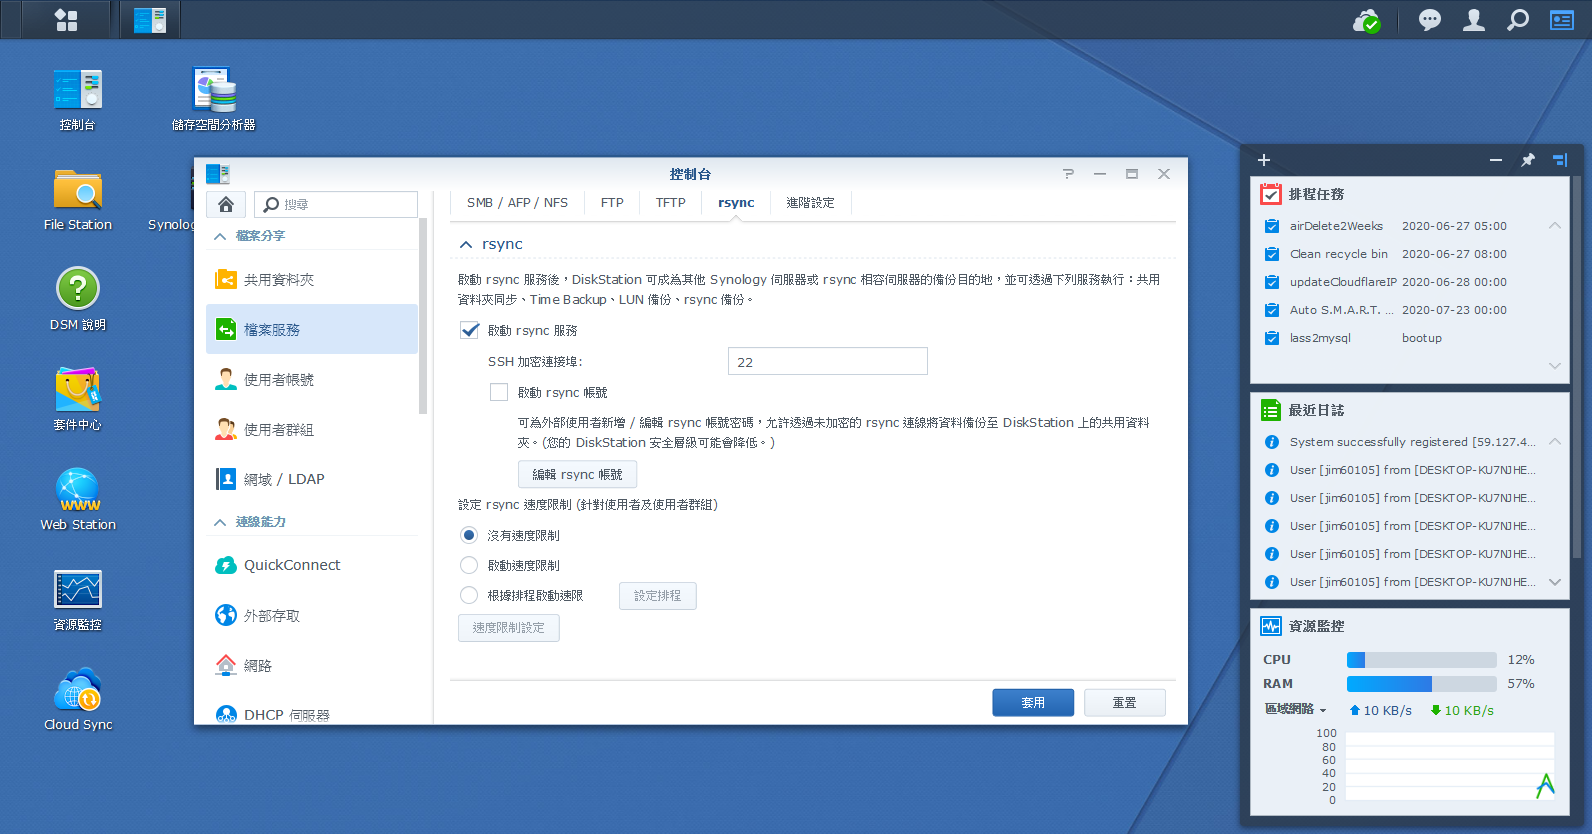 控制台
儲存空間分析器
File Station
Synolog
DSM 說明
套件中心
Web Station
資源監控
Cloud Sync
控制台
搜尋
檔案分享
共用資料夾
檔案服務
使用者帳號
使用者群組
網域 / LDAP
連線能力
QuickConnect
外部存取
網路
DHCP 伺服器
SMB / AFP / NFS
FTP
TFTP
rsync
進階設定
rsync
啟動 rsync 服務後，DiskStation 可成為其他 Synology 伺服器或 rsync 相容伺服器的備份目的地，並可透過下列服務執行：共用
資料夾同步、Time Backup、LUN 備份、rsync 備份。
啟動 rsync 服務
SSH 加密連接埠:
22
啟動 rsync 帳號
可為外部使用者新增 / 編輯 rsync 帳號密碼，允許透過未加密的 rsync 連線將資料備份至 DiskStation 上的共用資料
夾。(您的 DiskStation 安全層級可能會降低。)
編輯 rsync 帳號
設定 rsync 速度限制 (針對使用者及使用者群組)
沒有速度限制
啟動速度限制
根據排程啟動速限
設定排程
速度限制設定
套用
重置
排程任務
airDelete2Weeks 2020-06-27 05:00
Clean recycle bin 2020-06-27 08:00
updateCloudflareIP 2020-06-28 00:00
Auto S.M.A.R.T. ... 2020-07-23 00:00
lass2mysql bootup
最近日誌
System successfully registered [59.127.4...
User [jim60105] from [DESKTOP-KU7NJHE...
User [jim60105] from [DESKTOP-KU7NJHE...
User [jim60105] from [DESKTOP-KU7NJHE...
User [jim60105] from [DESKTOP-KU7NJHE...
User [jim60105] from [DESKTOP-KU7NJHE...
資源監控
CPU 12%
RAM 57%
區域網路 10 KB/s 10 KB/s
100
80
60
40
20
0